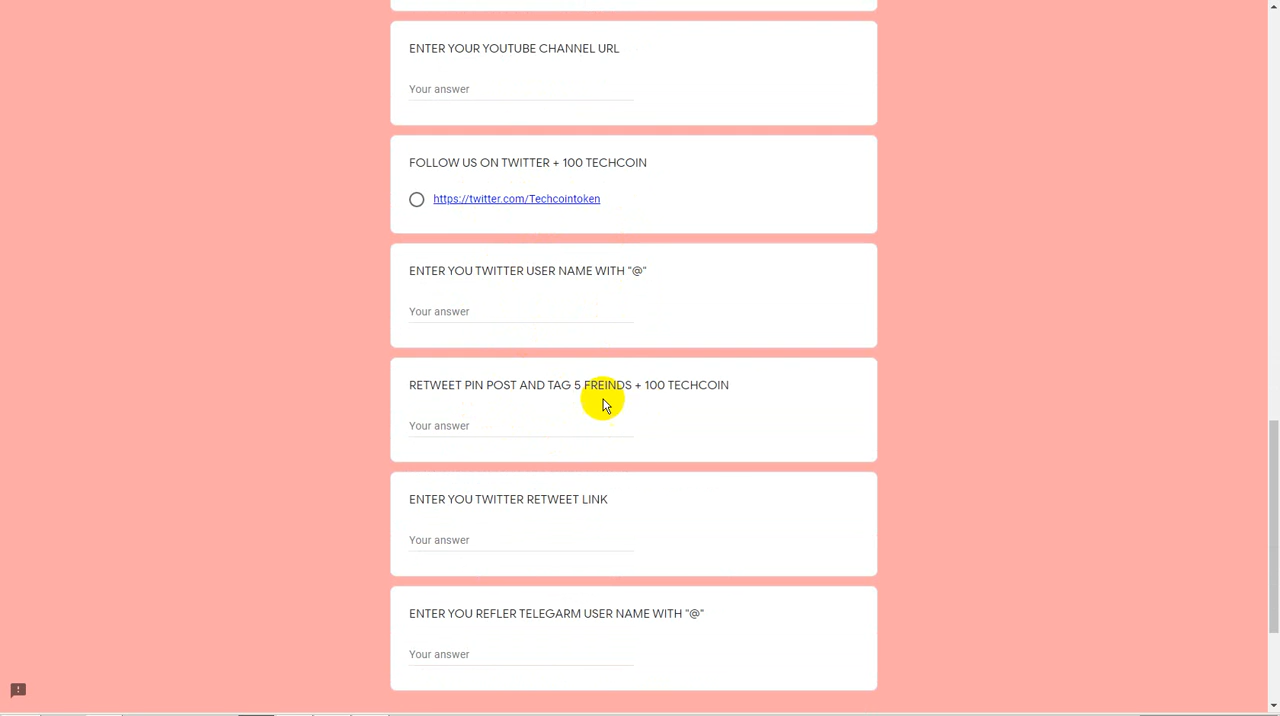 ENTER YOUR YOUTUBE CHANNEL URL
Your answer
FOLLOW US ON TWITTER + 100 TECHCOIN
https://twitter.com/Techcointoken
ENTER YOU TWITTER USER NAME WITH "@"
Your answer
RETWEET PIN POST AND TAG 5 FREINDS + 100 TECHCOIN
Your answer
ENTER YOU TWITTER RETWEET LINK
Your answer
ENTER YOU REFLER TELEGARM USER NAME WITH "@"
Your answer